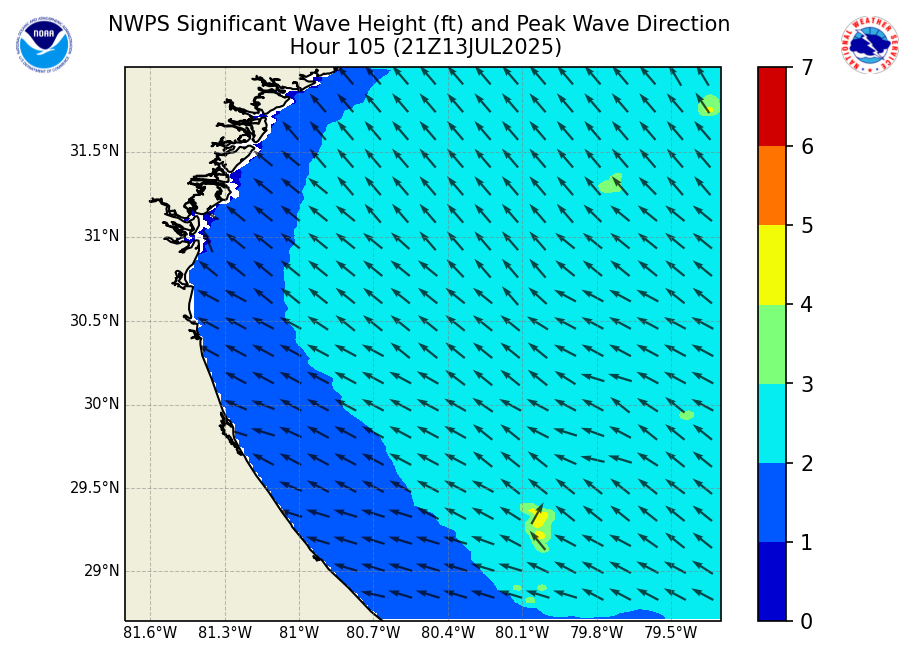 NWPS Significant Wave Height (ft) and Peak Wave Direction
Hour 105 (21Z13JUL2025)
NOAA
NATIONAL WEATHER SERVICE
31.5°N
31°N
30.5°N
30°N
29.5°N
29°N
81.6°W 81.3°W 81°W 80.7°W 80.4°W 80.1°W 79.8°W 79.5°W
7
6
5
4
3
2
1
0